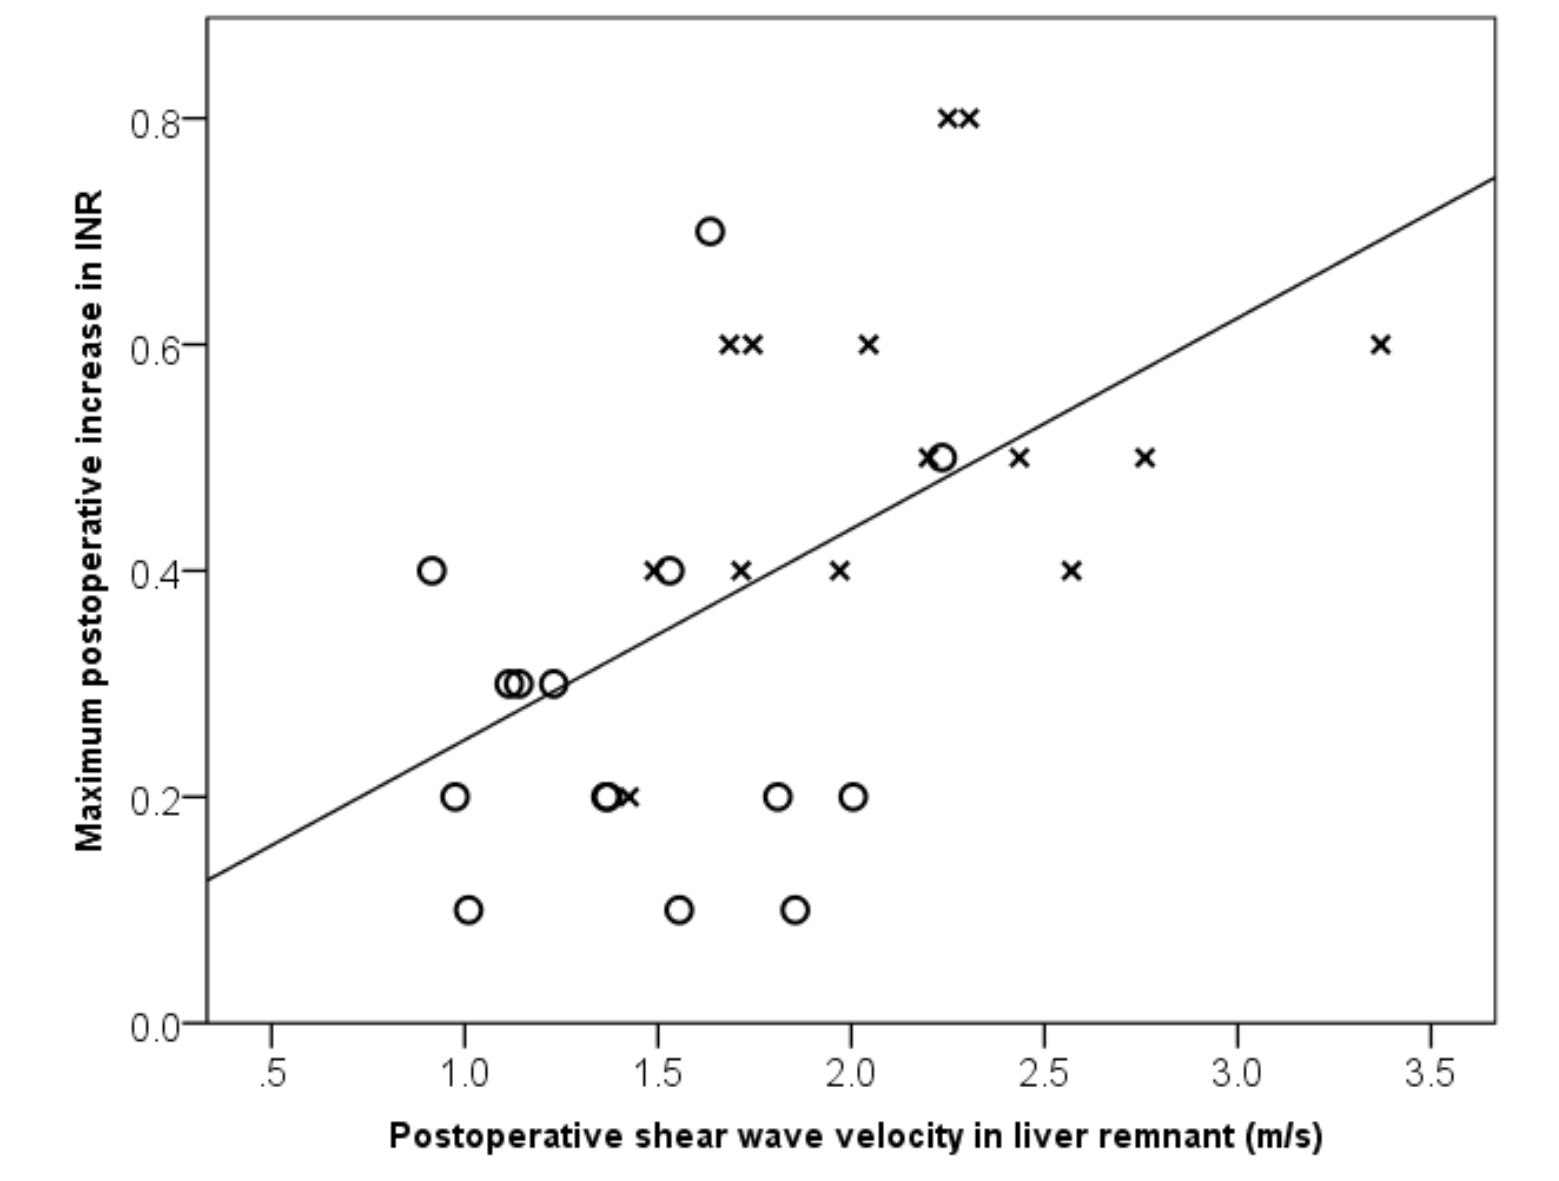 Maximum postoperative increase in INR
0.8
0.6
0.4
0.2
0.0
.5 1.0 1.5 2.0 2.5 3.0 3.5
Postoperative shear wave velocity in liver remnant (m/s)